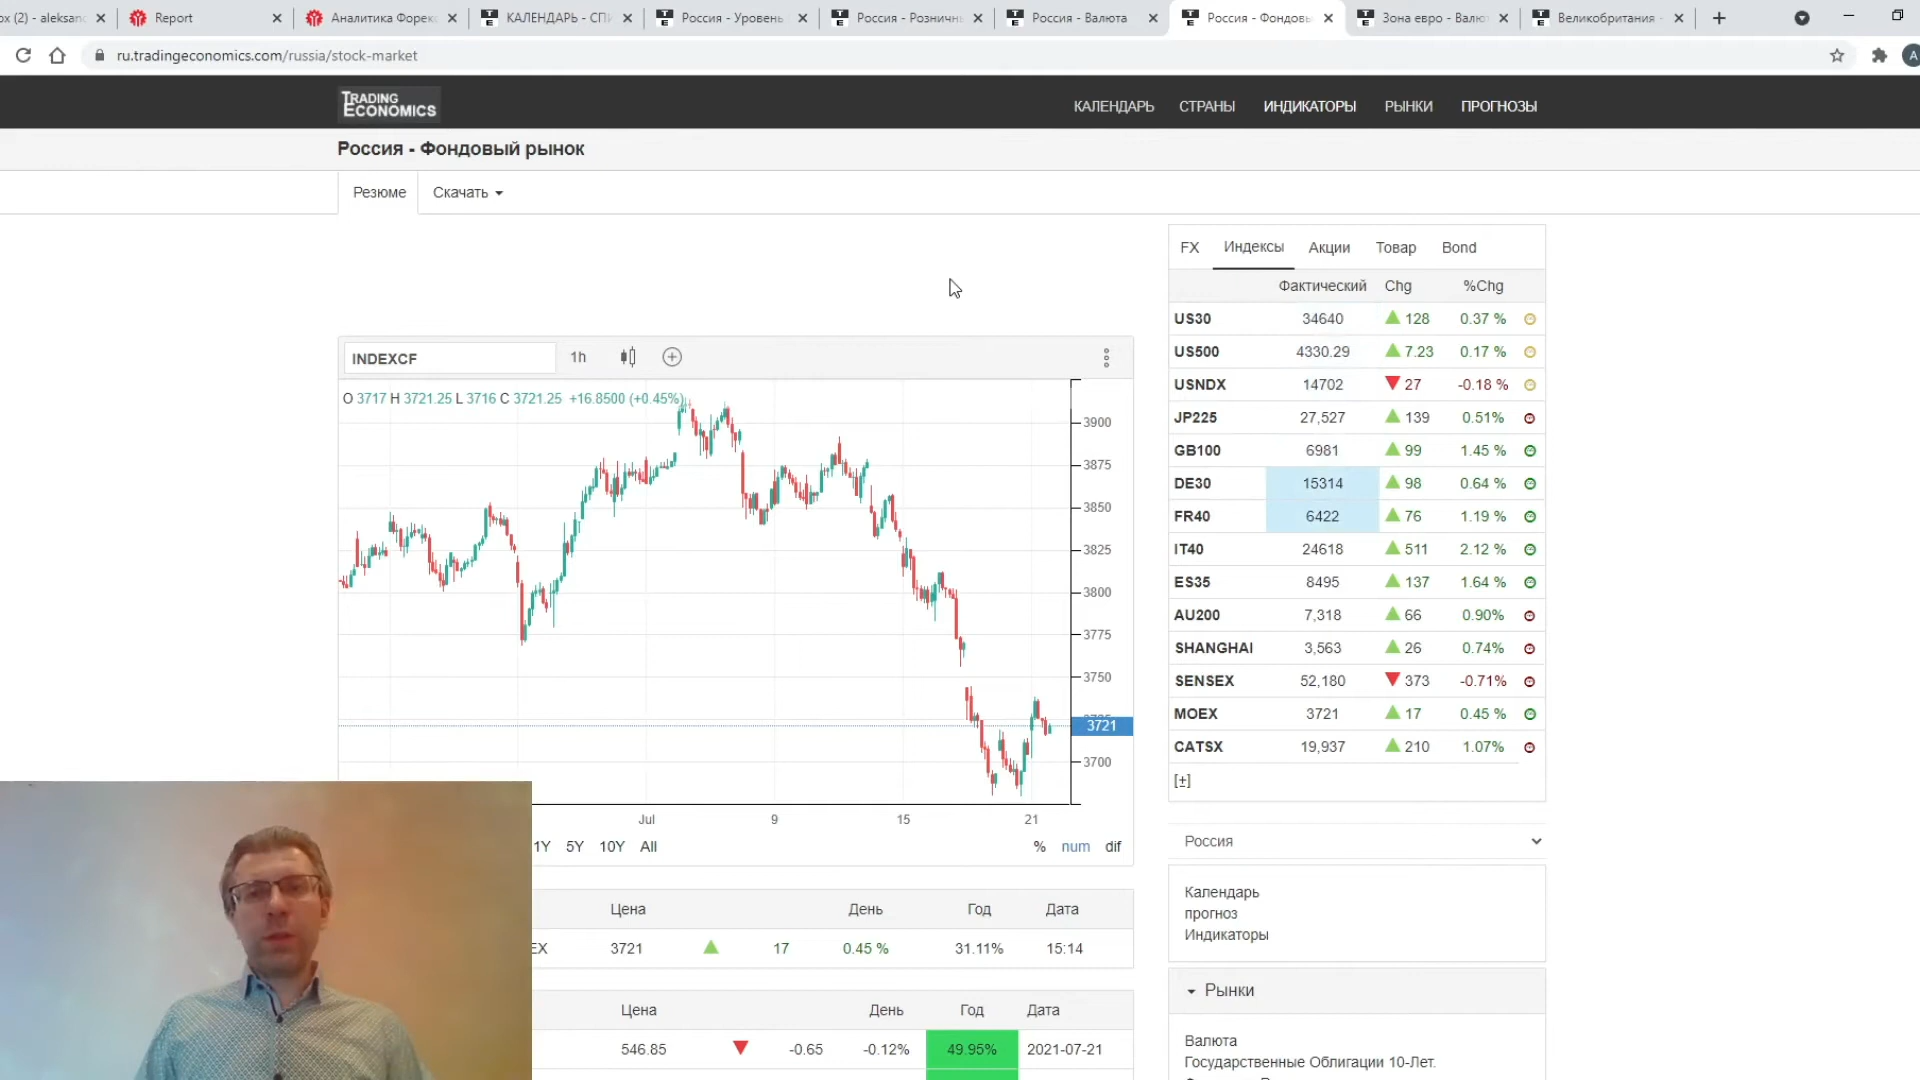 ox (2) - aleksan
Report
Аналитика Форекс
КАЛЕНДАРЬ - СПИ
Россия - Уровень
Россия - Рознични
Россия - Валюта
Россия - Фондовы
Зона евро - Валют
Великобритания -
ru.tradingeconomics.com/russia/stock-market
A
TRADING
ECONOMICS
КАЛЕНДАРЬ СТРАНЫ ИНДИКАТОРЫ РЫНКИ ПРОГНОЗЫ
Россия - Фондовый рынок
Резюме Скачать
FX Индексы Акции Товар Bond
Фактический Chg %Chg
US30 34640 128 0.37 %
US500 4330.29 7.23 0.17 %
USNDX 14702 27 -0.18 %
JP225 27,527 139 0.51%
GB100 6981 99 1.45 %
DE30 15314 98 0.64 %
FR40 6422 76 1.19 %
IT40 24618 511 2.12 %
ES35 8495 137 1.64 %
AU200 7,318 66 0.90%
SHANGHAI 3,563 26 0.74%
SENSEX 52,180 373 -0.71%
MOEX 3721 17 0.45 %
CATSX 19,937 210 1.07%
[±]
INDEXCF 1h
O 3717 H 3721.25 L 3716 C 3721.25 +16.8500 (+0.45%)
3900
3875
3850
3825
3800
3775
3750
3721
3700
Jul 9 15 21
1Y 5Y 10Y All % num dif
Цена День Год Дата
EX 3721 17 0.45 % 31.11% 15:14
Цена День Год Дата
546.85 -0.65 -0.12% 49.95% 2021-07-21
Россия
Календарь
прогноз
Индикаторы
Рынки
Валюта
Государственные Облигации 10-Лет.